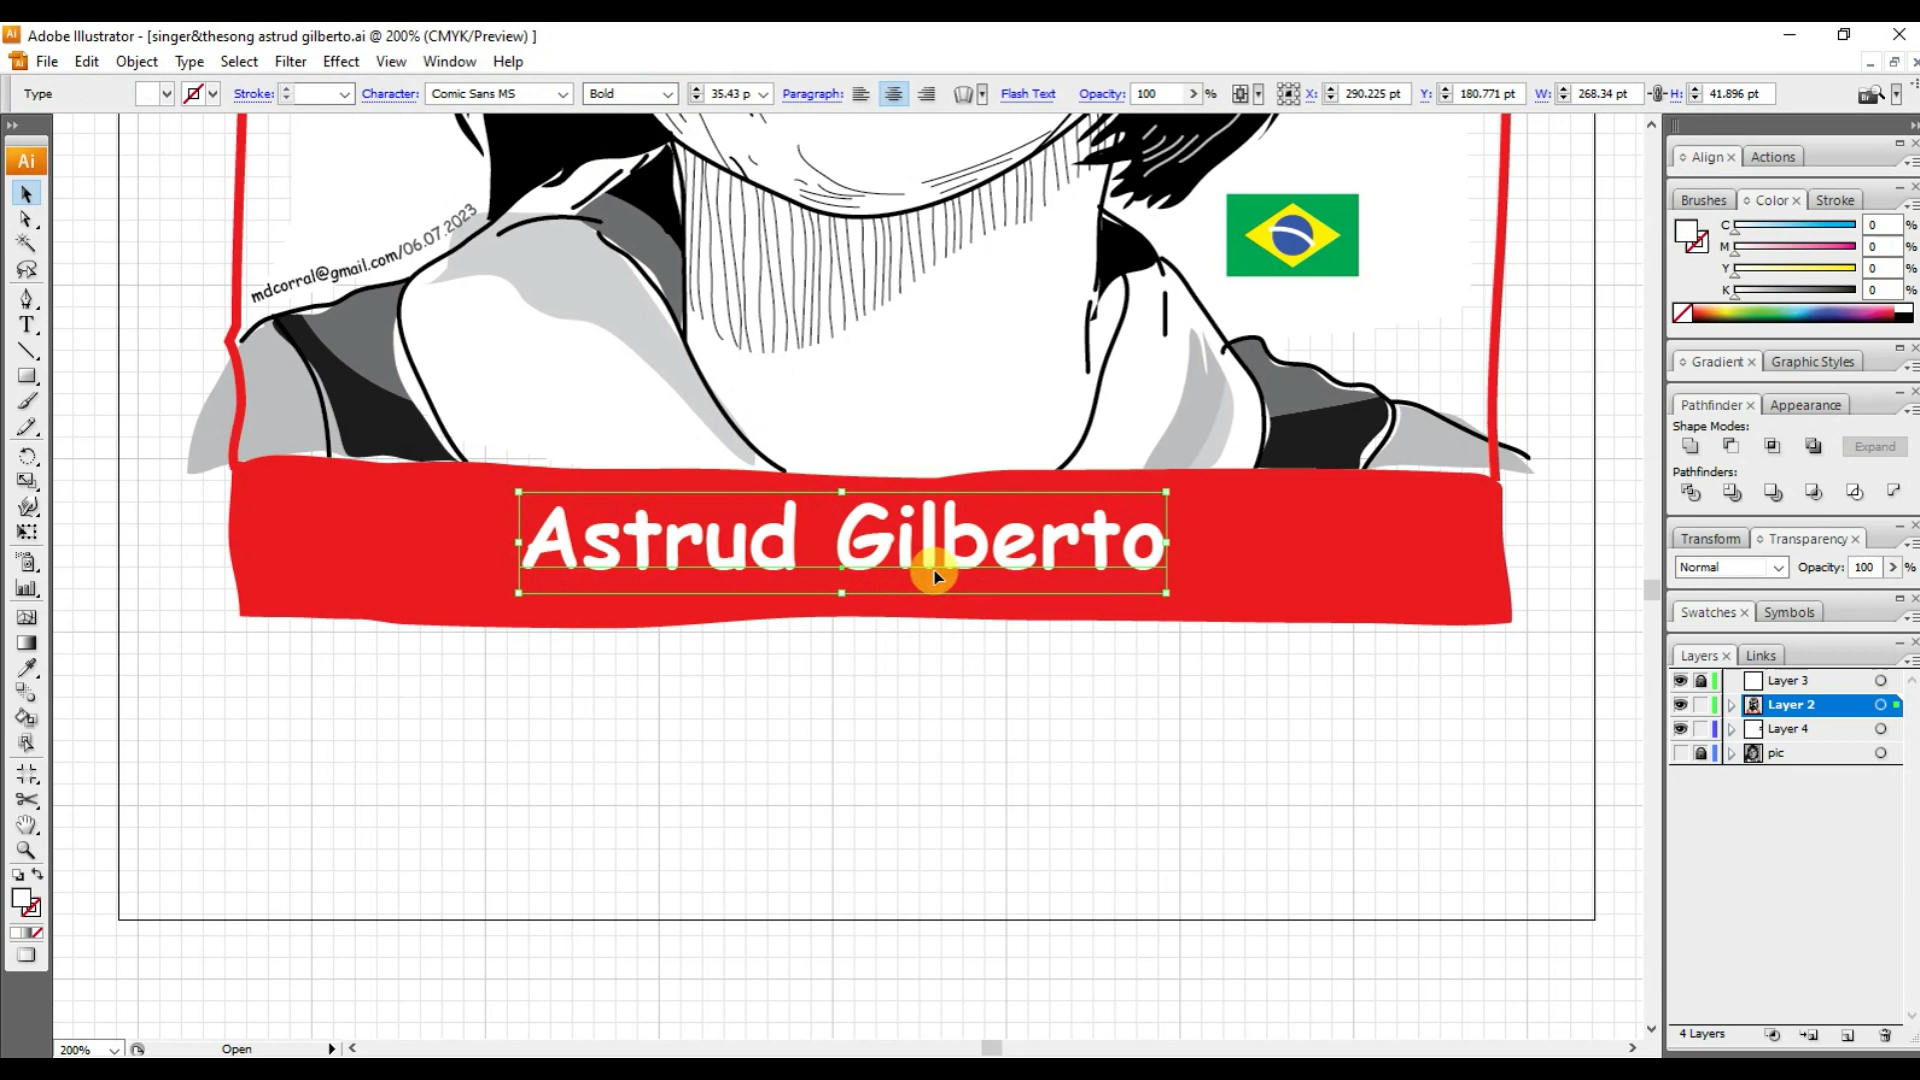 Adobe Illustrator - [singer&thesong astrud gilberto.ai @ 200% (CMYK/Preview) ]
File Edit Object Type Select Filter Effect View Window Help
Type Stroke: Character: Comic Sans MS Bold 35.43 p Paragraph: Flash Text Opacity: 100 % X: 290.225 pt Y: 180.771 pt W: 268.34 pt H: 41.896 pt
Ai
Align Actions
Brushes Color Stroke
C 0 %
M 0 %
Y 0 %
K 0 %
Gradient Graphic Styles
Pathfinder Appearance
Shape Modes:
Expand
Pathfinders:
Transform Transparency
Normal Opacity: 100 %
Swatches Symbols
Layers Links
Layer 3
Layer 2
Layer 4
pic
4 Layers
mdcorral@gmail.com/06.07.2023
Astrud Gilberto
200% Open